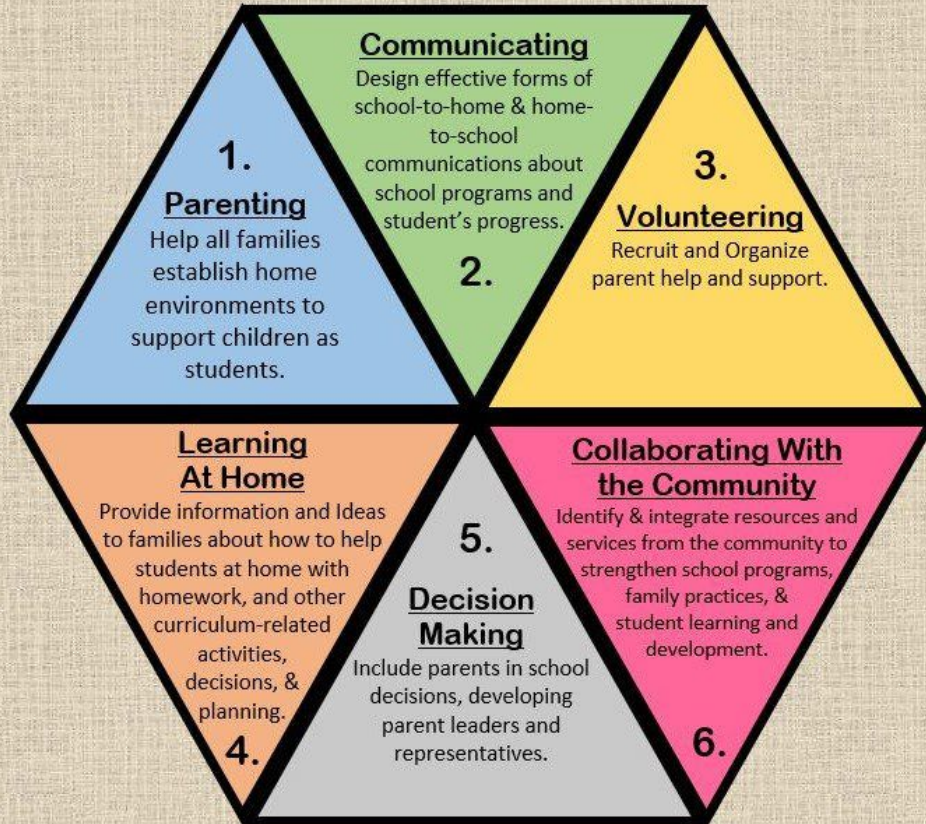 1.
Parenting
Help all families
establish home
environments to
support children as
students.
Communicating
Design effective forms of
school-to-home & home-
to-school
communications about
school programs and
student's progress.
2.
3.
Volunteering
Recruit and Organize
parent help and support.
Learning
At Home
Provide information and Ideas
to families about how to help
students at home with
homework, and other
curriculum-related
activities,
decisions, &
planning.
4.
5.
Decision
Making
Include parents in school
decisions, developing
parent leaders and
representatives.
Collaborating With
the Community
Identify & integrate resources and
services from the community to
strengthen school programs,
family practices, &
student learning and
development.
6.